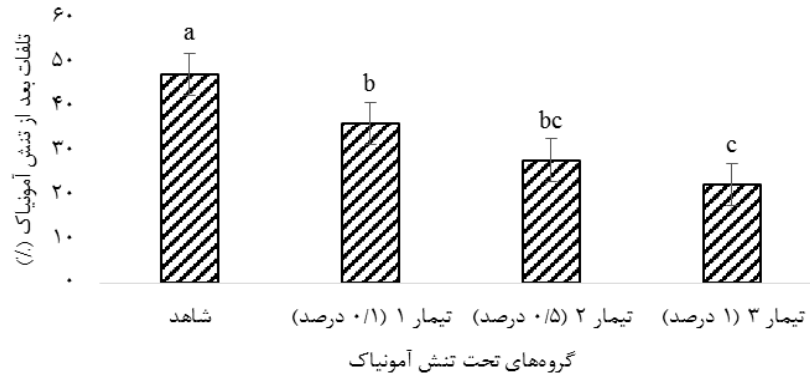 تلفات بعد از تنش آمونیاک (%)
۶۰
۵۰
۴۰
۳۰
۲۰
۱۰
۰
a
b
bc
c
شاهد
تیمار ۱ (۰/۱ درصد)
تیمار ۲ (۰/۵ درصد)
تیمار ۳ (۱ درصد)
گروه‌های تحت تنش آمونیاک